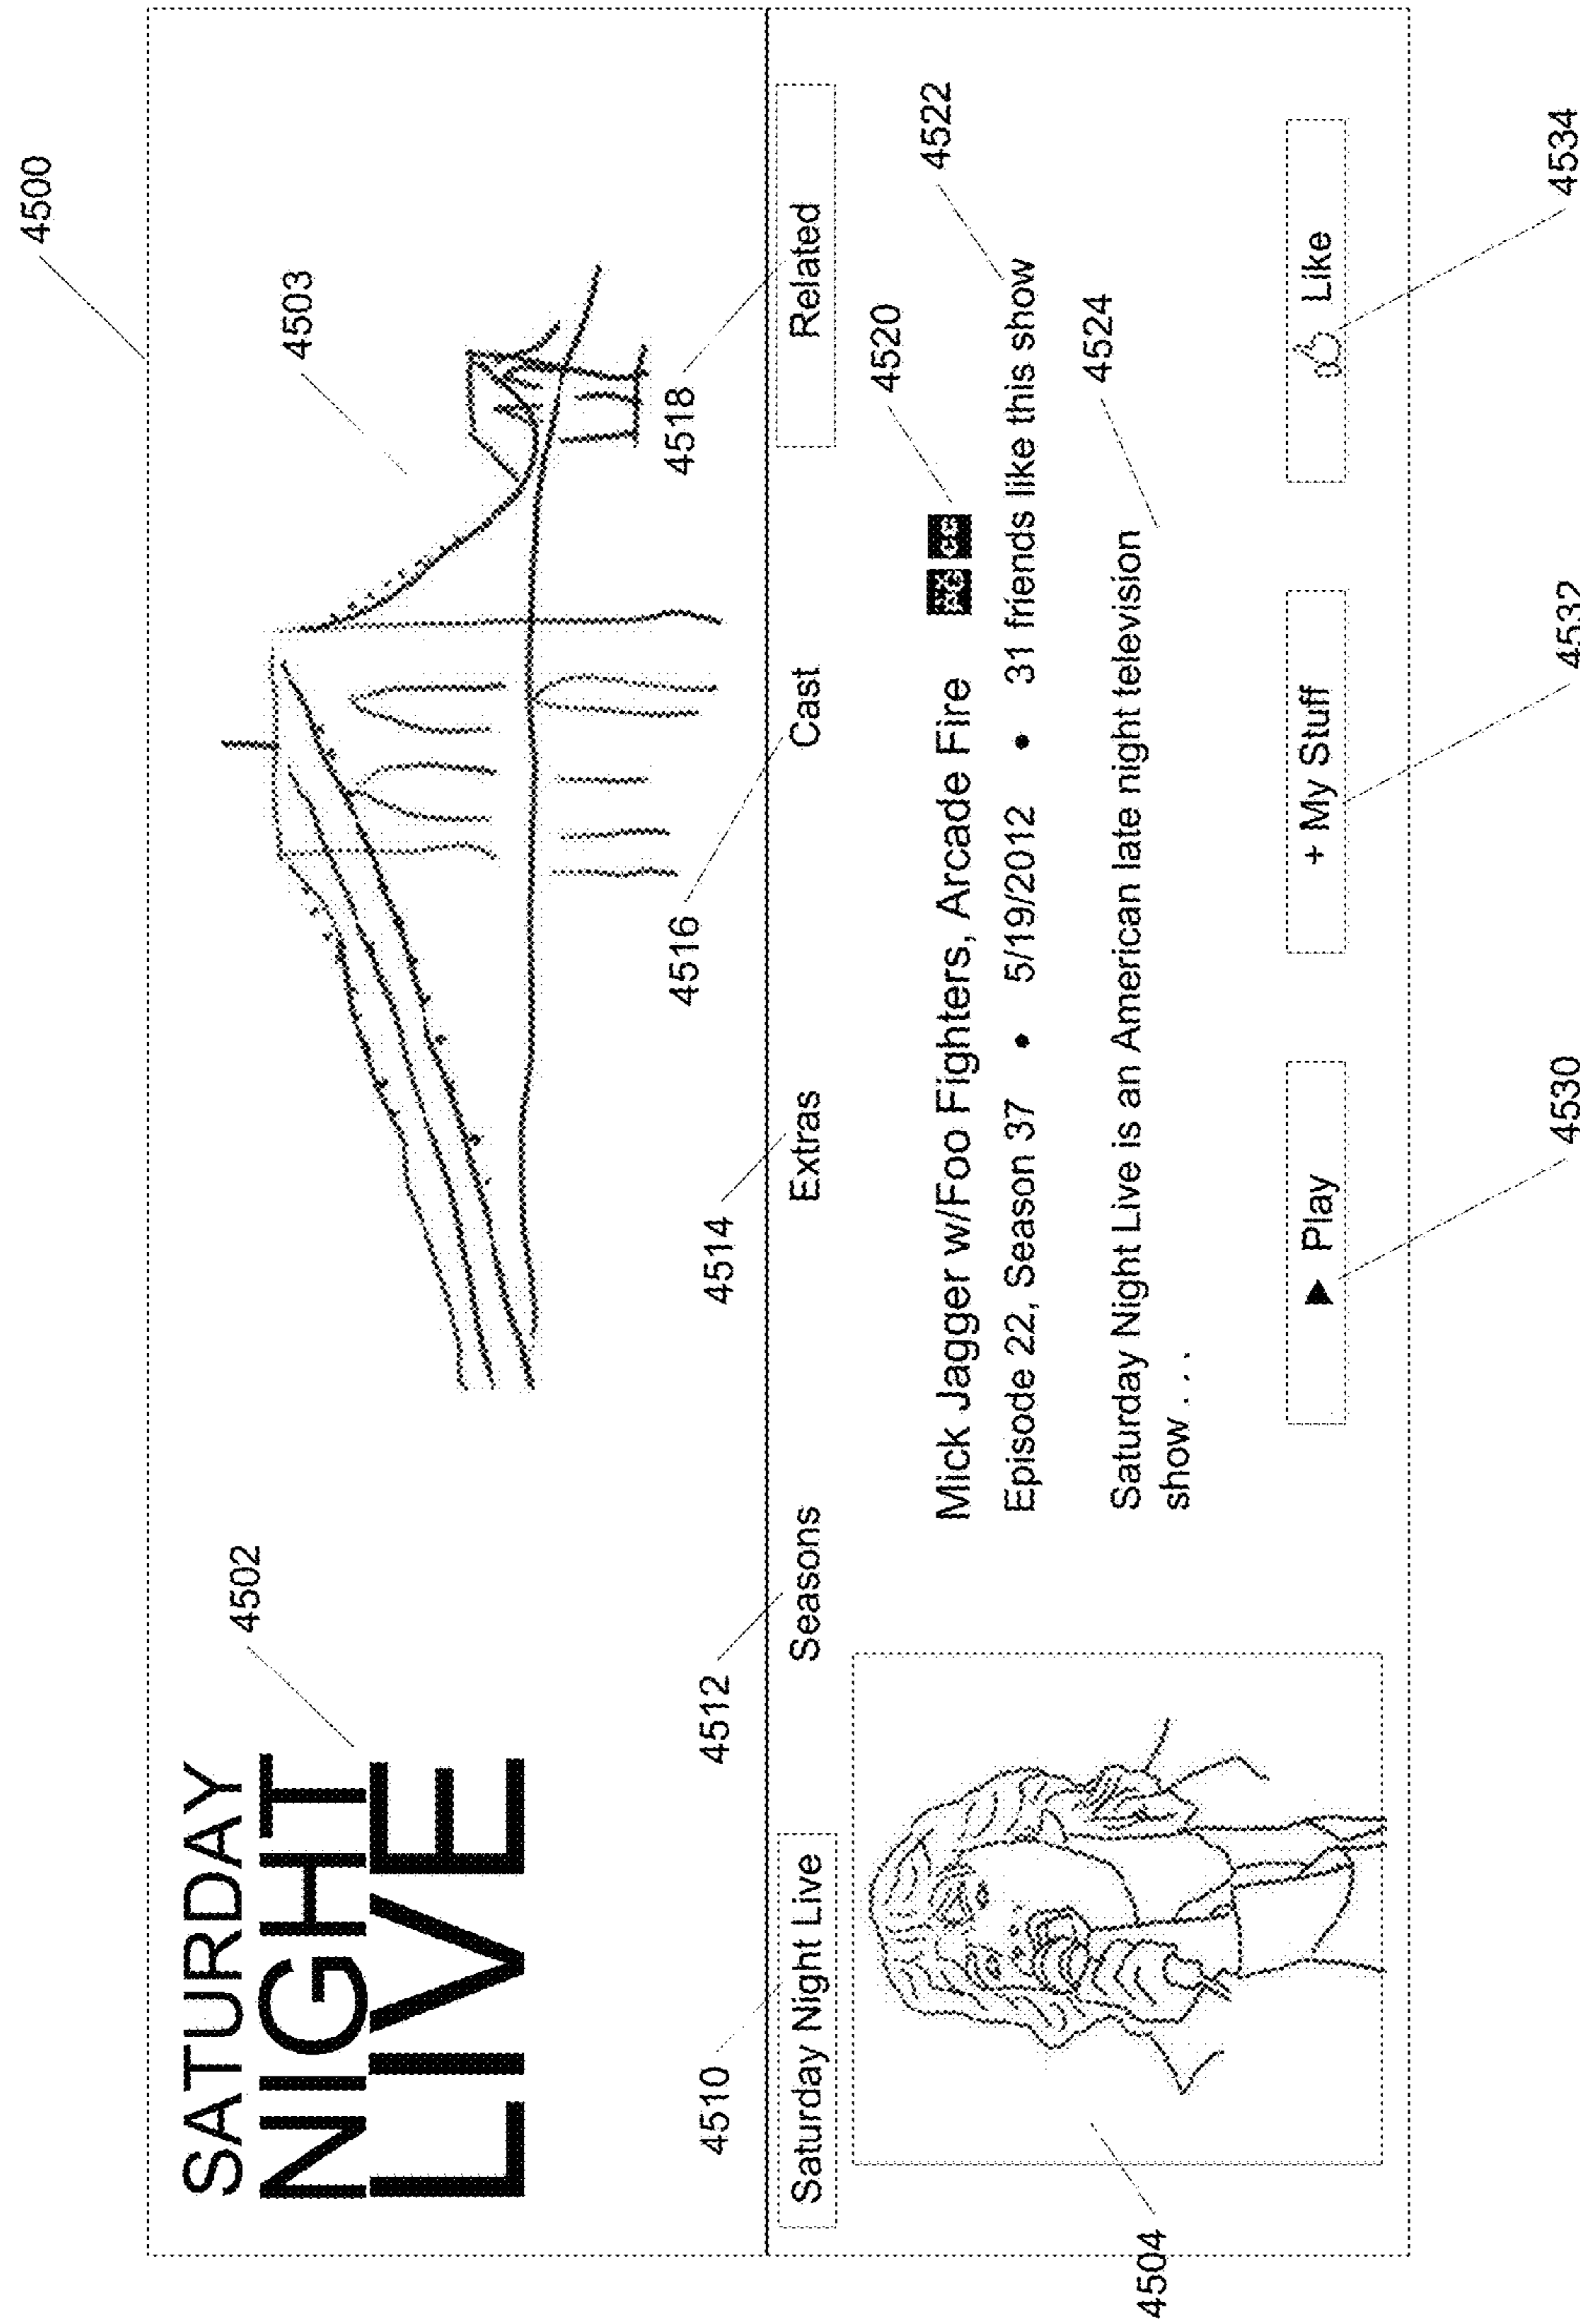 4500
SATURDAY
NIGHT
LIVE
4502
4503
4510
4512
4514
4516
4518
Saturday Night Live
Seasons
Extras
Cast
Related
4520
Mick Jagger w/Foo Fighters, Arcade Fire
4522
Episode 22, Season 37 • 5/19/2012 • 31 friends like this show
4524
Saturday Night Live is an American late night television
show . . .
4504
▶ Play
+ My Stuff
Like
4530
4532
4534